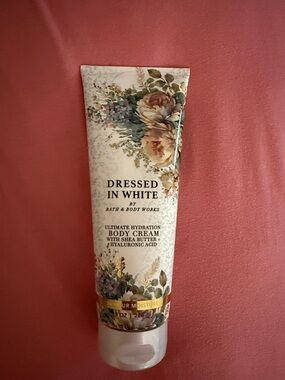 DRESSED
IN WHITE
BY
BATH & BODY WORKS
ULTIMATE HYDRATION
BODY CREAM
WITH SHEA BUTTER +
HYALURONIC ACID